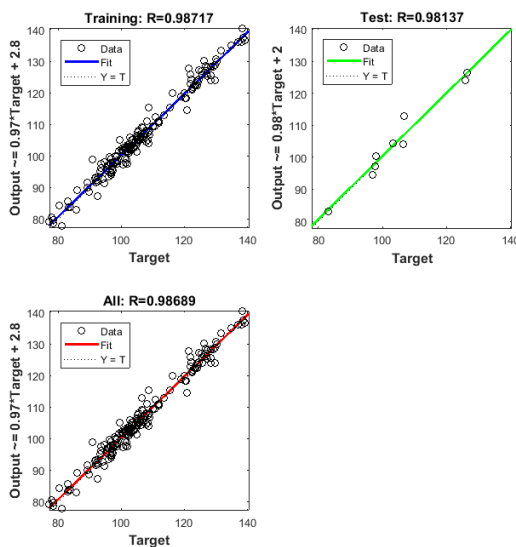 Training: R=0.98717
Output ~= 0.97*Target + 2.8
140
130
120
110
100
90
80
Data
Fit
Y = T
80 100 120 140
Target
Test: R=0.98137
Output ~= 0.98*Target + 2
140
130
120
110
100
90
80
Data
Fit
Y = T
80 100 120 140
Target
All: R=0.98689
Output ~= 0.97*Target + 2.8
140
130
120
110
100
90
80
Data
Fit
Y = T
80 100 120 140
Target